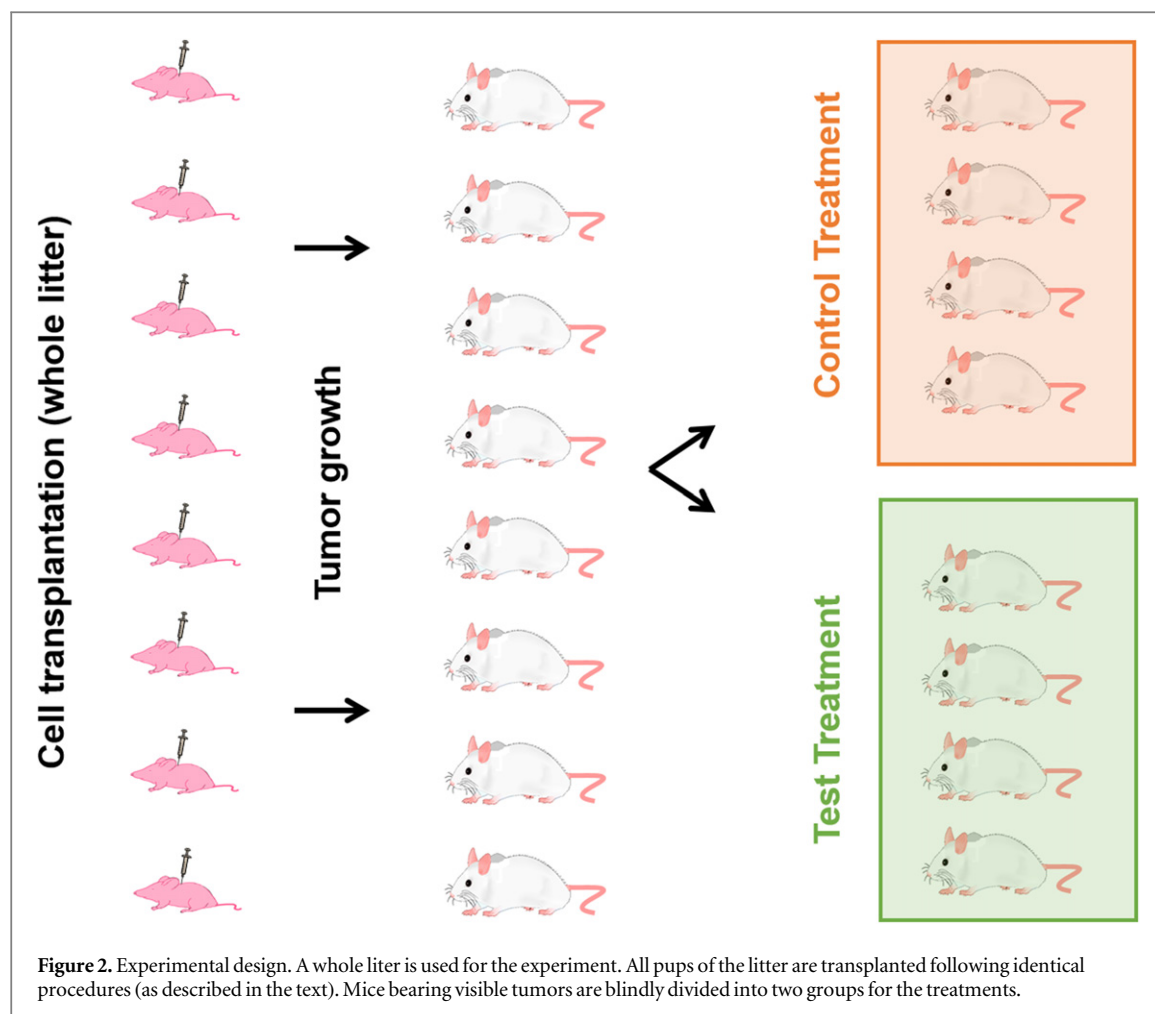 Cell transplantation (whole litter)
Tumor growth
Control Treatment
Test Treatment
Figure 2. Experimental design. A whole liter is used for the experiment. All pups of the litter are transplanted following identical
procedures (as described in the text). Mice bearing visible tumors are blindly divided into two groups for the treatments.